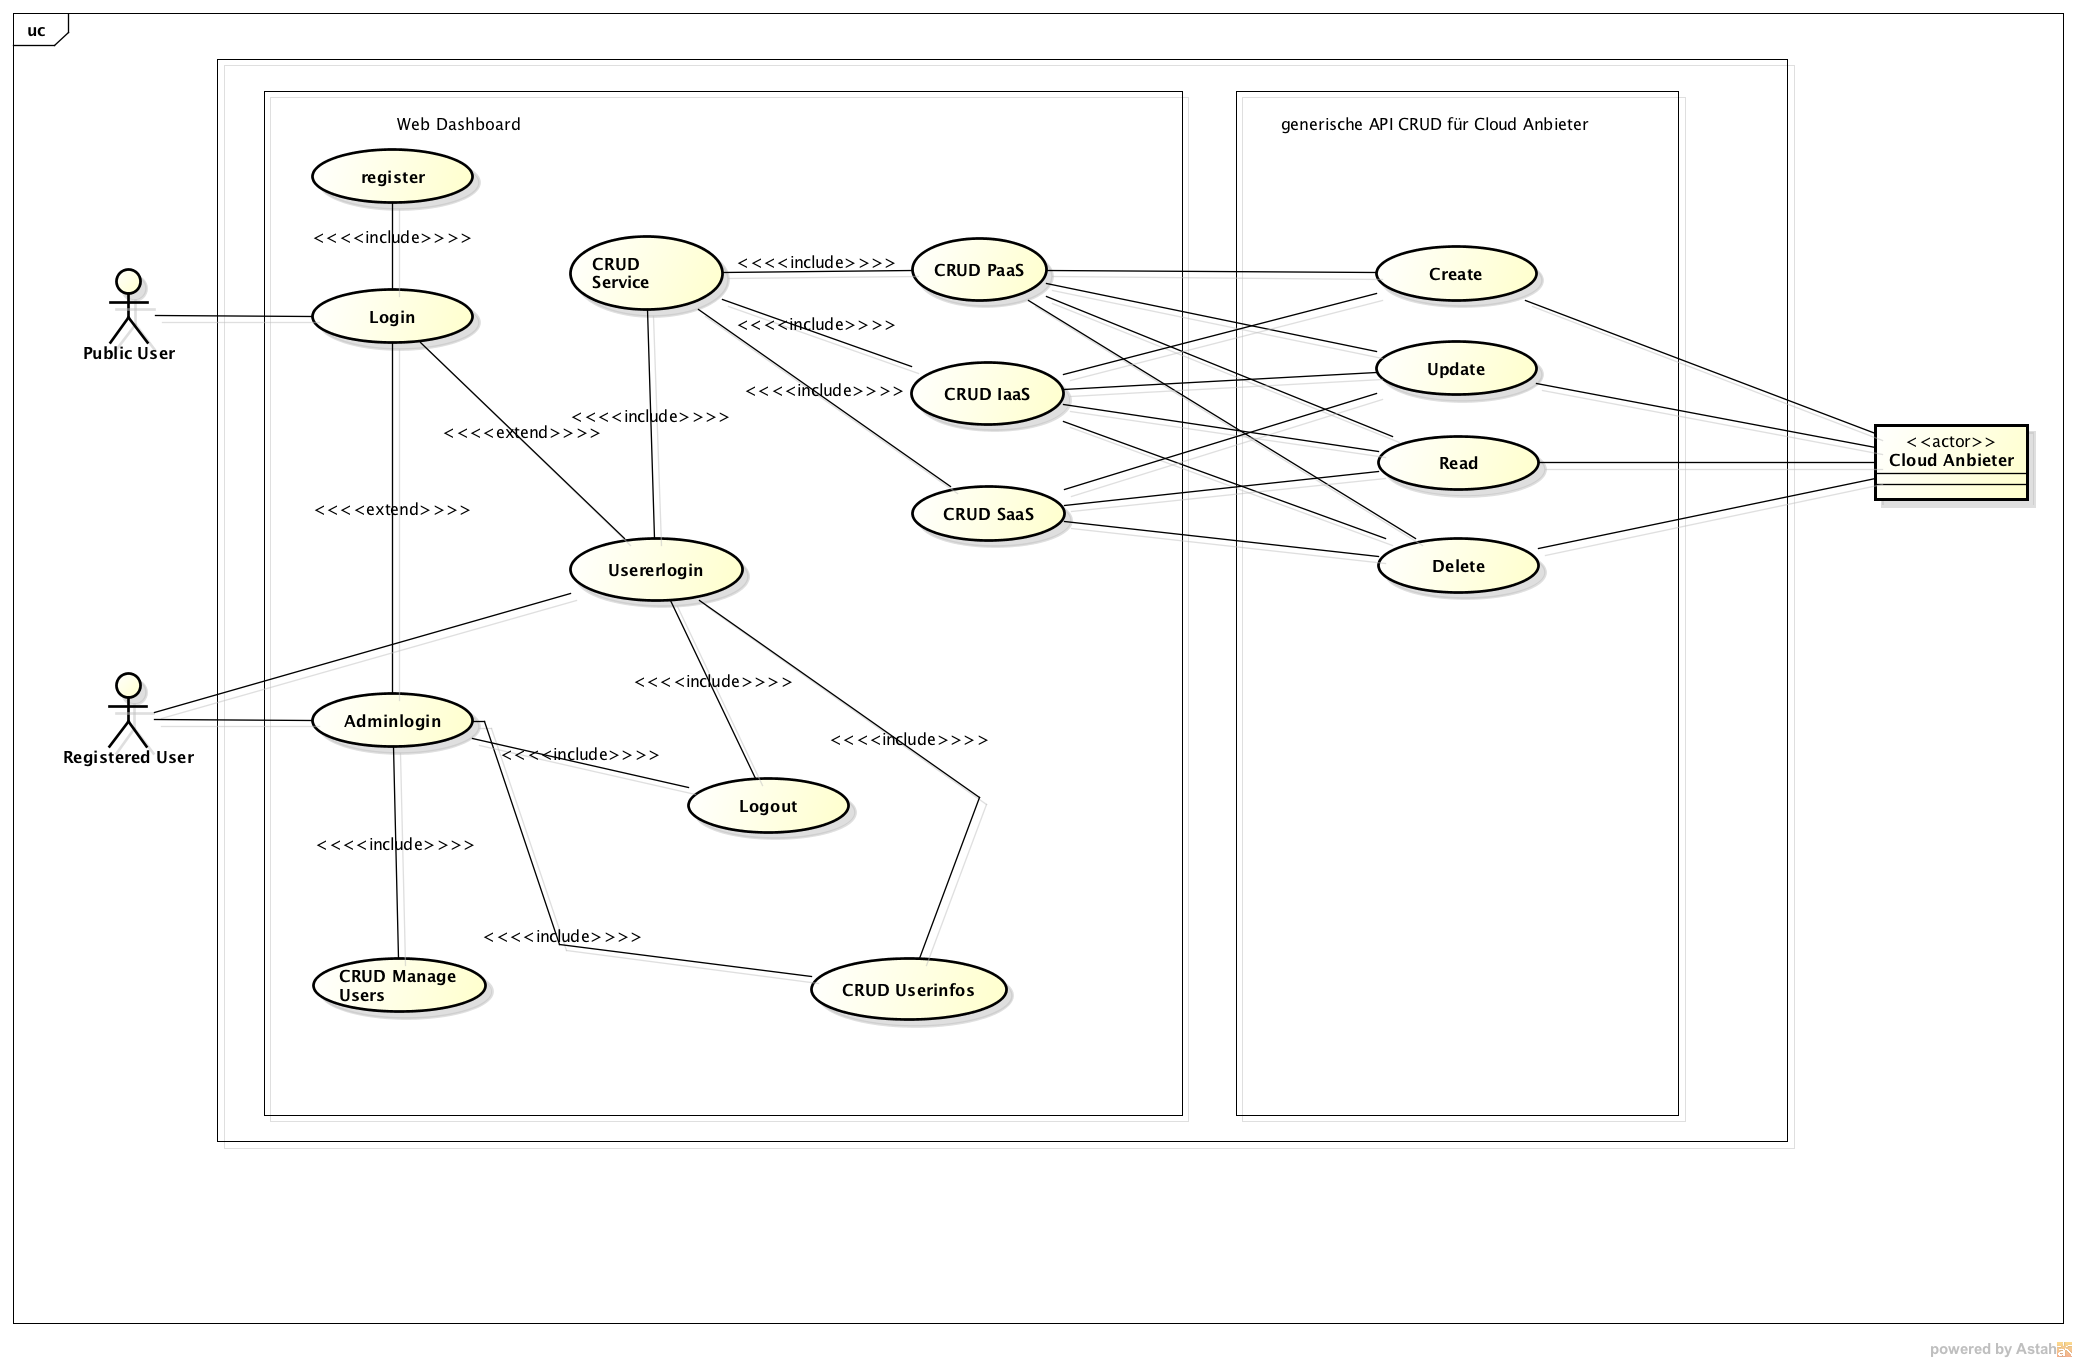 uc
Web Dashboard
generische API CRUD für Cloud Anbieter
register
<<<<include>>>>
Login
Public User
CRUD
Service
<<<<include>>>>
CRUD PaaS
<<<<include>>>>
CRUD IaaS
<<<<include>>>>
<<<<include>>>>
<<<<extend>>>>
CRUD SaaS
<<<<extend>>>>
Usererlogin
Create
Update
Read
Delete
<<actor>>
Cloud Anbieter
Registered User
Adminlogin
<<<<include>>>>
<<<<include>>>>
<<<<include>>>>
Logout
<<<<include>>>>
<<<<include>>>>
CRUD Manage
Users
CRUD Userinfos
powered by Astah